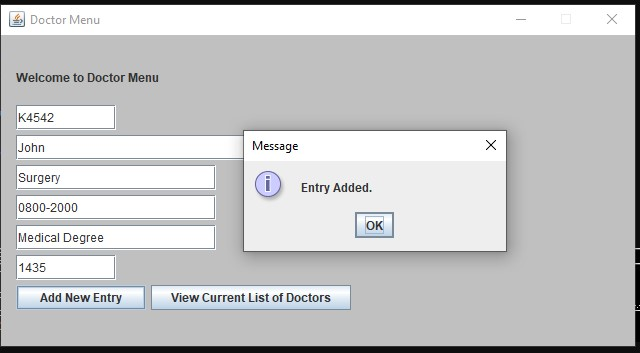 Doctor Menu
Welcome to Doctor Menu
K4542
John
Message
Surgery
Entry Added.
0800-2000
OK
Medical Degree
1435
Add New Entry
View Current List of Doctors